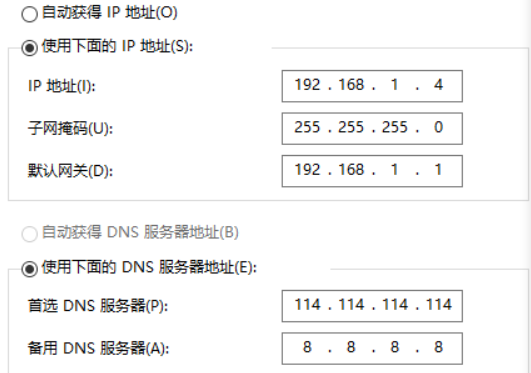 自动获得 IP 地址(O)
使用下面的 IP 地址(S):
IP 地址(I): 192 . 168 . 1 . 4
子网掩码(U): 255 . 255 . 255 . 0
默认网关(D): 192 . 168 . 1 . 1
自动获得 DNS 服务器地址(B)
使用下面的 DNS 服务器地址(E):
首选 DNS 服务器(P): 114 . 114 . 114 . 114
备用 DNS 服务器(A): 8 . 8 . 8 . 8